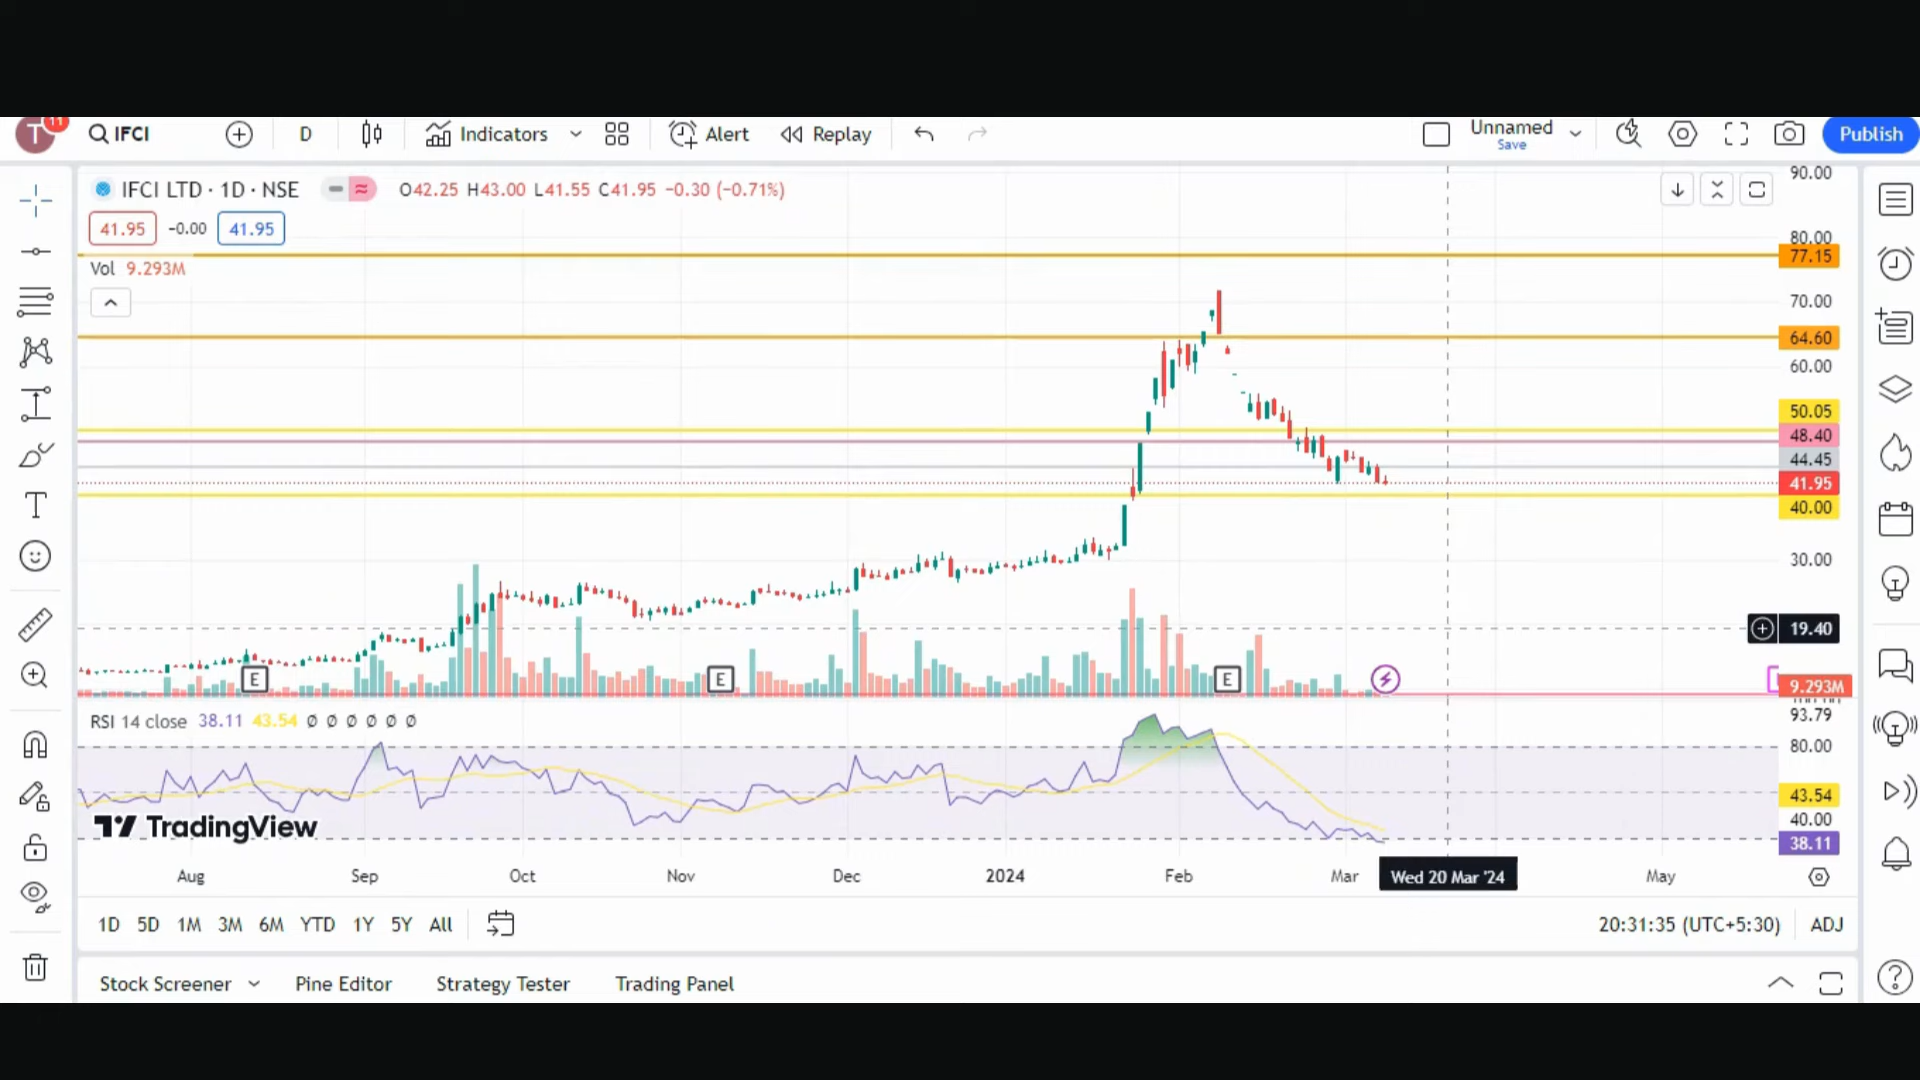 T 11 IFCI D Indicators Alert Replay Unnamed Save Publish
IFCI LTD · 1D · NSE O42.25 H43.00 L41.55 C41.95 −0.30 (−0.71%)
41.95 −0.00 41.95
Vol 9.293M
90.00
80.00
77.15
70.00
64.60
60.00
50.05
48.40
44.45
41.95
40.00
30.00
19.40
E E E
9.293M
RSI 14 close 38.11 43.54 Ø Ø Ø Ø Ø Ø
93.79
80.00
43.54
40.00
38.11
TradingView
Aug Sep Oct Nov Dec 2024 Feb Mar Wed 20 Mar '24 May
1D 5D 1M 3M 6M YTD 1Y 5Y All 20:31:35 (UTC+5:30) ADJ
Stock Screener Pine Editor Strategy Tester Trading Panel